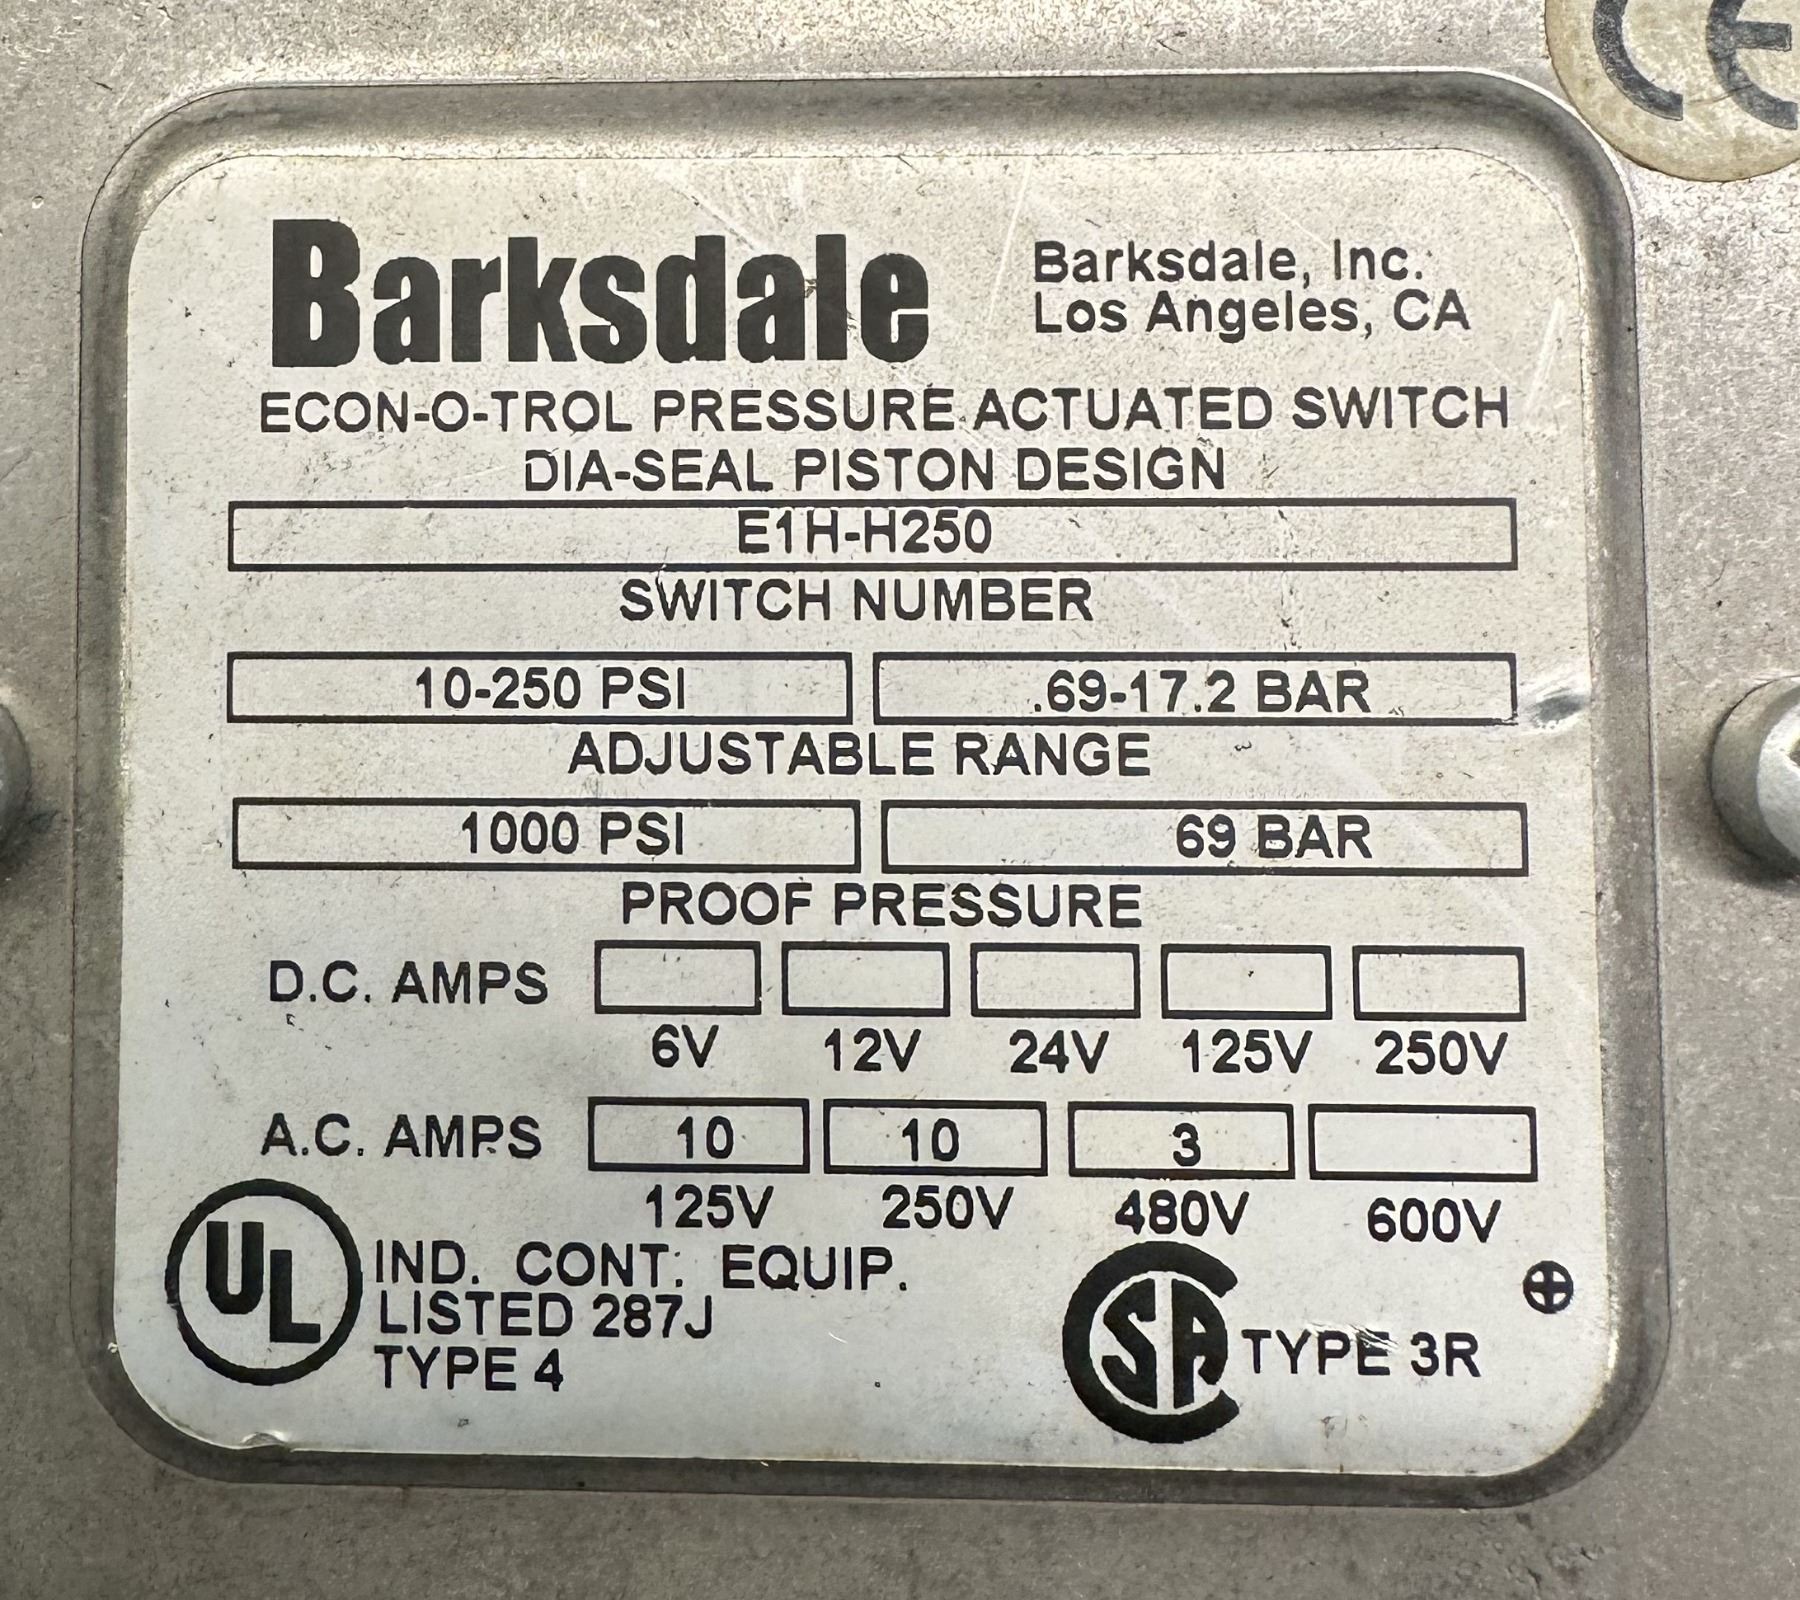 CE
Barksdale
Barksdale, Inc.
Los Angeles, CA
ECON-O-TROL PRESSURE ACTUATED SWITCH
DIA-SEAL PISTON DESIGN
E1H-H250
SWITCH NUMBER
10-250 PSI .69-17.2 BAR
ADJUSTABLE RANGE
1000 PSI 69 BAR
PROOF PRESSURE
D.C. AMPS
6V 12V 24V 125V 250V
A.C. AMPS 10 10 3
125V 250V 480V 600V
UL
IND. CONT. EQUIP.
LISTED 287J
TYPE 4
CSA
TYPE 3R